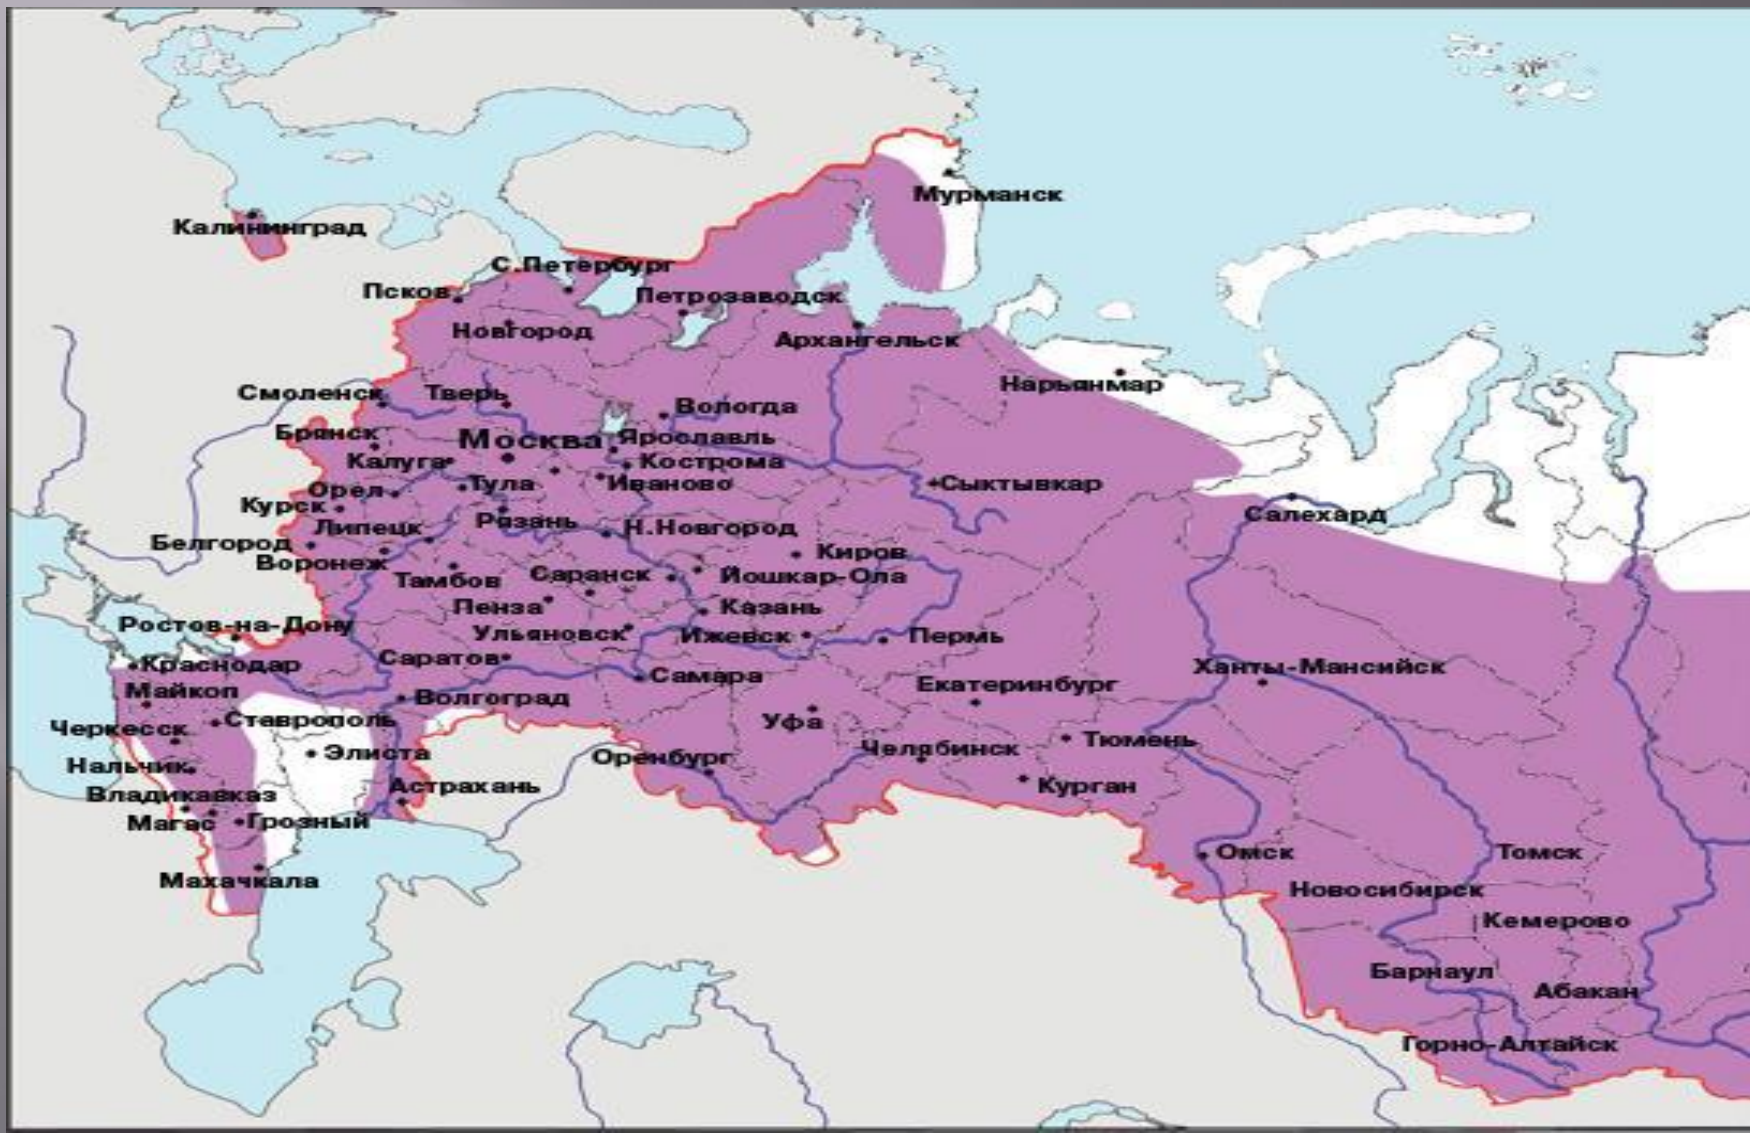 Мурманск
Калининград
С.Петербург
Псков
Петрозаводск
Новгород
Архангельск
Нарьянмар
Смоленск
Тверь
Вологда
Брянск
Москва
Ярославль
Калуга
Кострома
Орел
Тула
Иваново
Сыктывкар
Курск
Салехард
Липецк
Рязань
Н.Новгород
Белгород
Воронеж
Киров
Тамбов
Саранск
Йошкар-Ола
Пенза
Казань
Ростов-на-Дону
Ульяновск
Ижевск
Пермь
Краснодар
Саратов
Самара
Ханты-Мансийск
Майкоп
Волгоград
Екатеринбург
Черкесск
Ставрополь
Уфа
Элиста
Челябинск
Тюмень
Нальчик
Оренбург
Владикавказ
Астрахань
Курган
Магас
Грозный
Омск
Томск
Махачкала
Новосибирск
Кемерово
Барнаул
Абакан
Горно-Алтайск